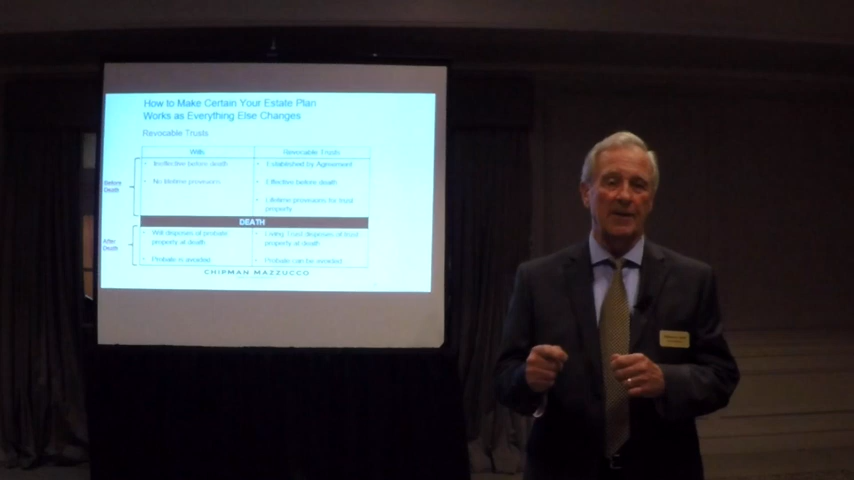 How to Make Certain Your Estate Plan
Works as Everything Else Changes
Revocable Trusts
Wills
Revocable Trusts
Before
Death
• Ineffective before death
• No lifetime provisions
• Established by Agreement
• Effective before death
• Lifetime provisions for trust
property
DEATH
After
Death
• Will disposes of probate
property at death
• Probate is
• Living Trust disposes of trust
property at death
• Probate can be avoided
CHIPMAN MAZZUCCO